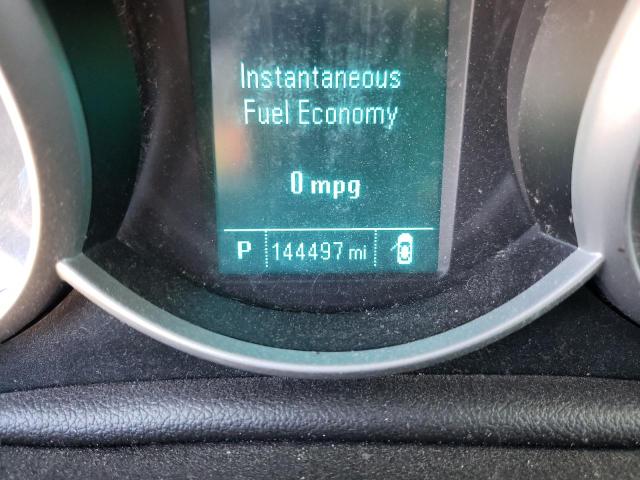 Instantaneous
Fuel Economy
0 mpg
P 144497 mi